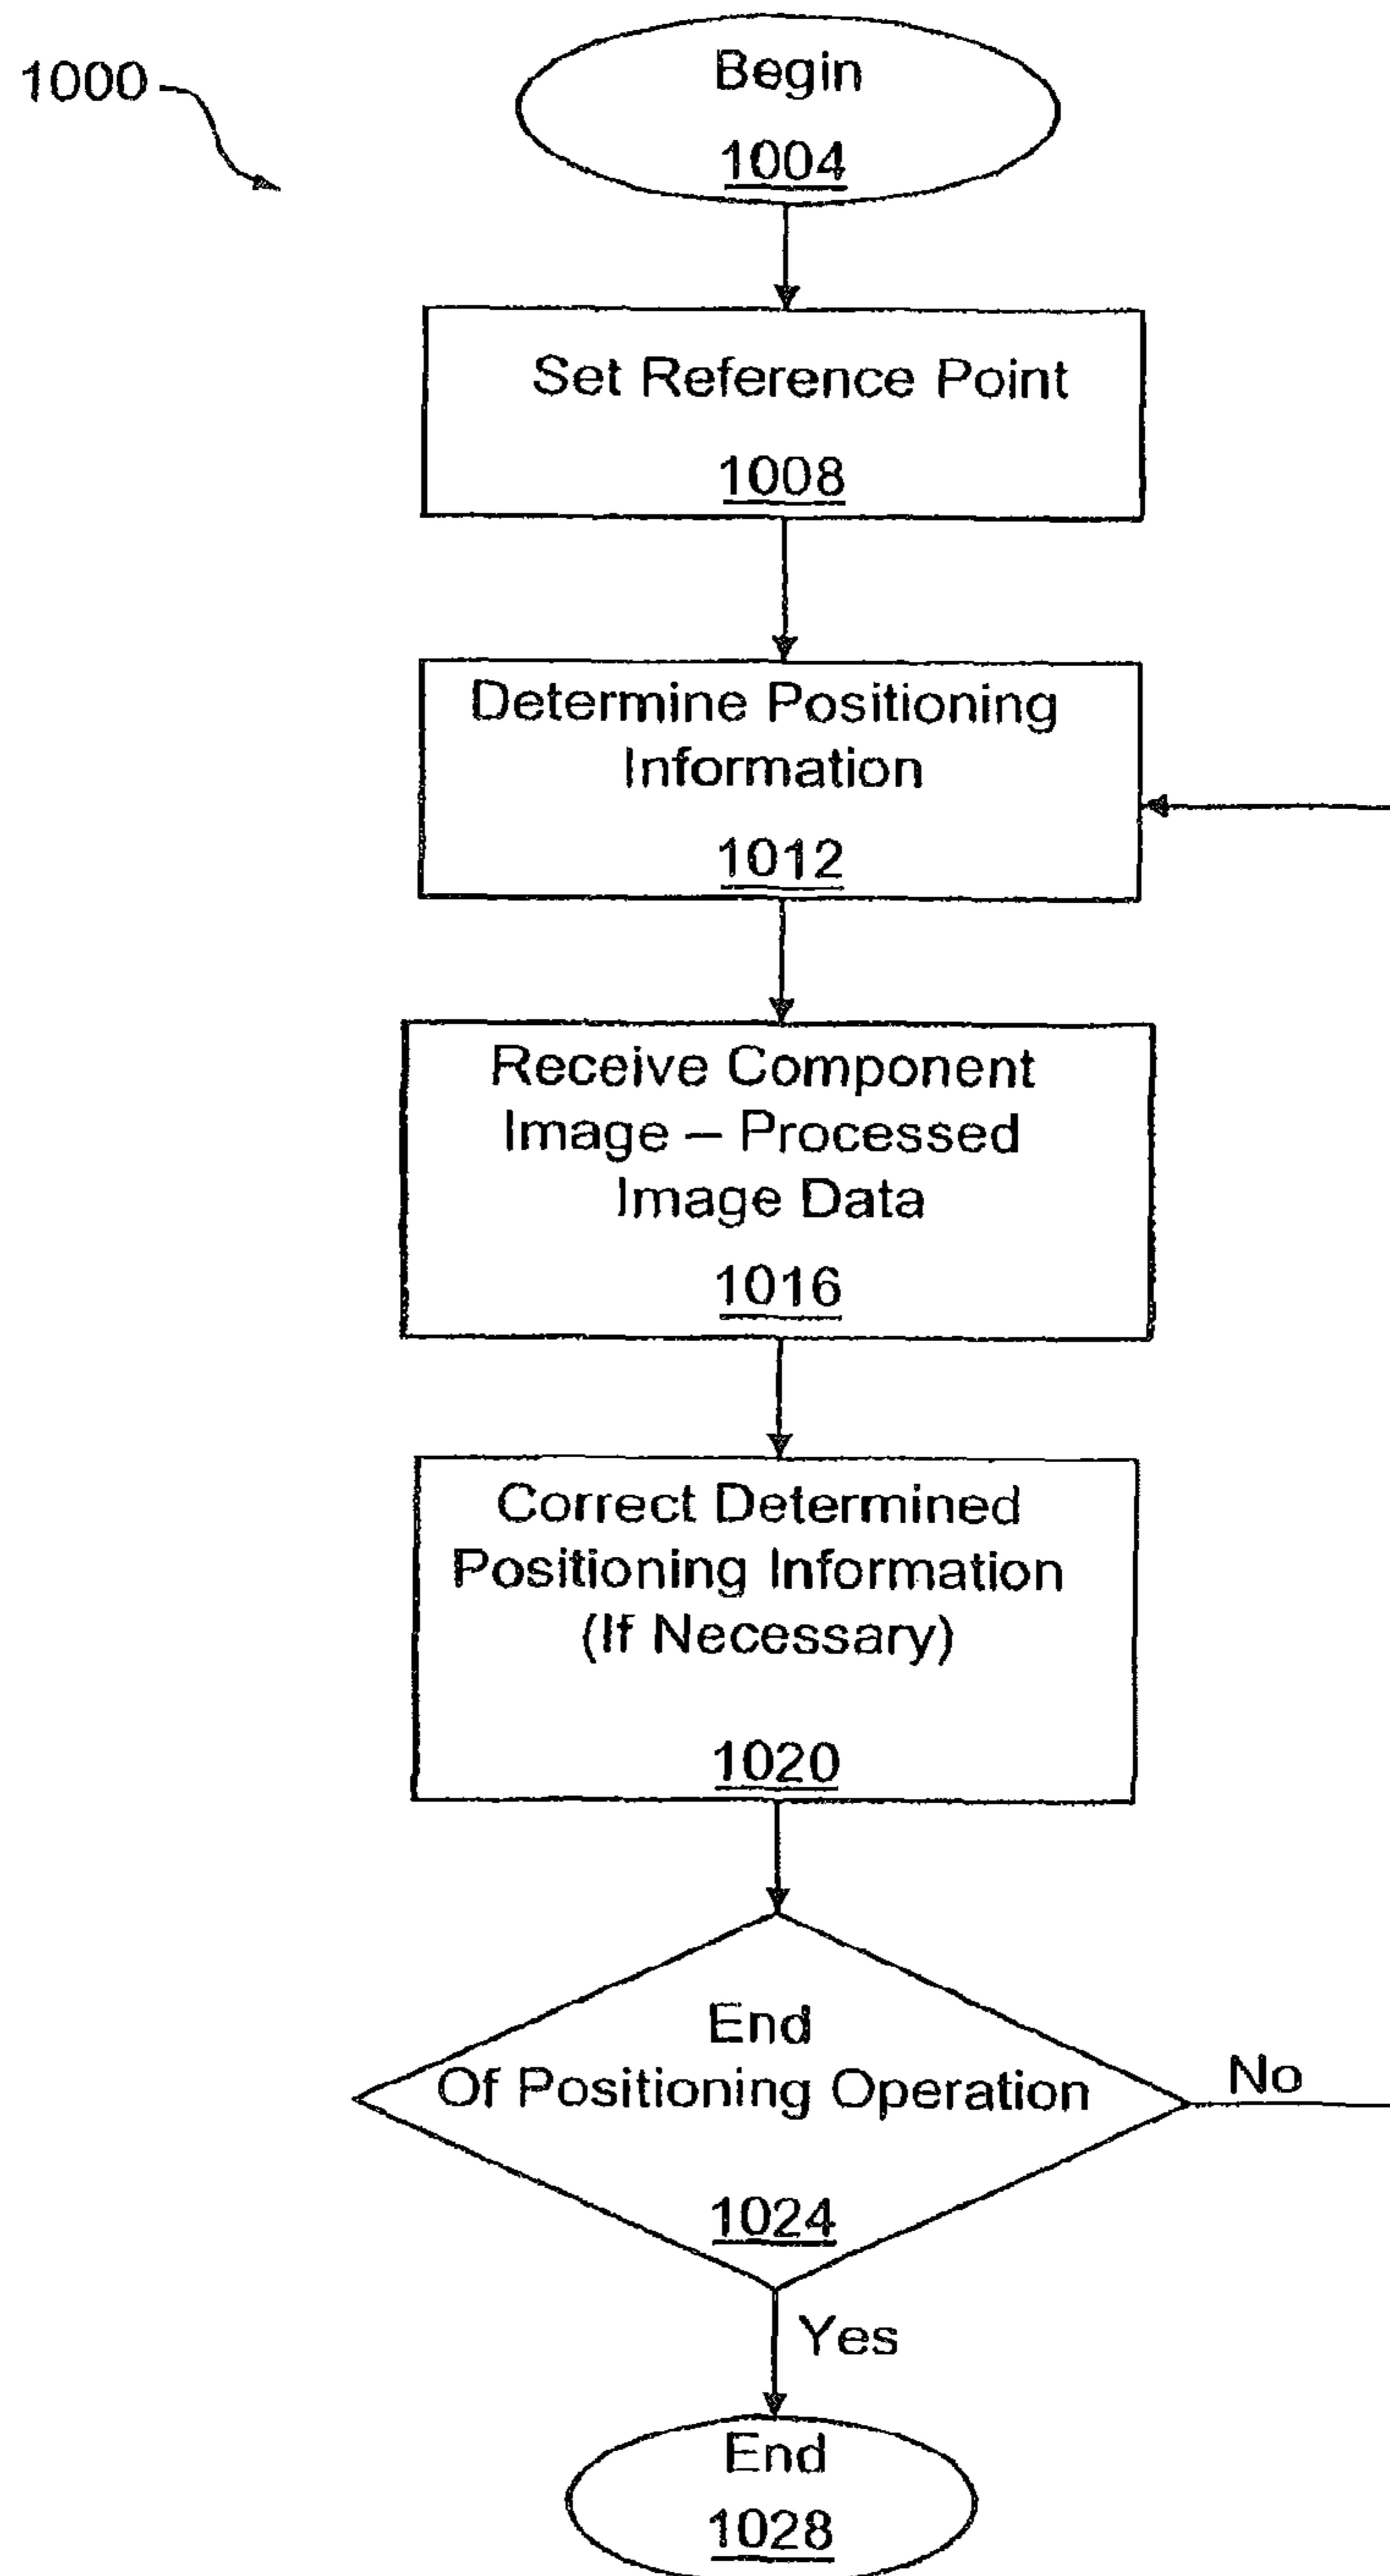 1000
Begin
1004
Set Reference Point
1008
Determine Positioning
Information
1012
Receive Component
Image – Processed
Image Data
1016
Correct Determined
Positioning Information
(If Necessary)
1020
End
Of Positioning Operation
No
1024
Yes
End
1028